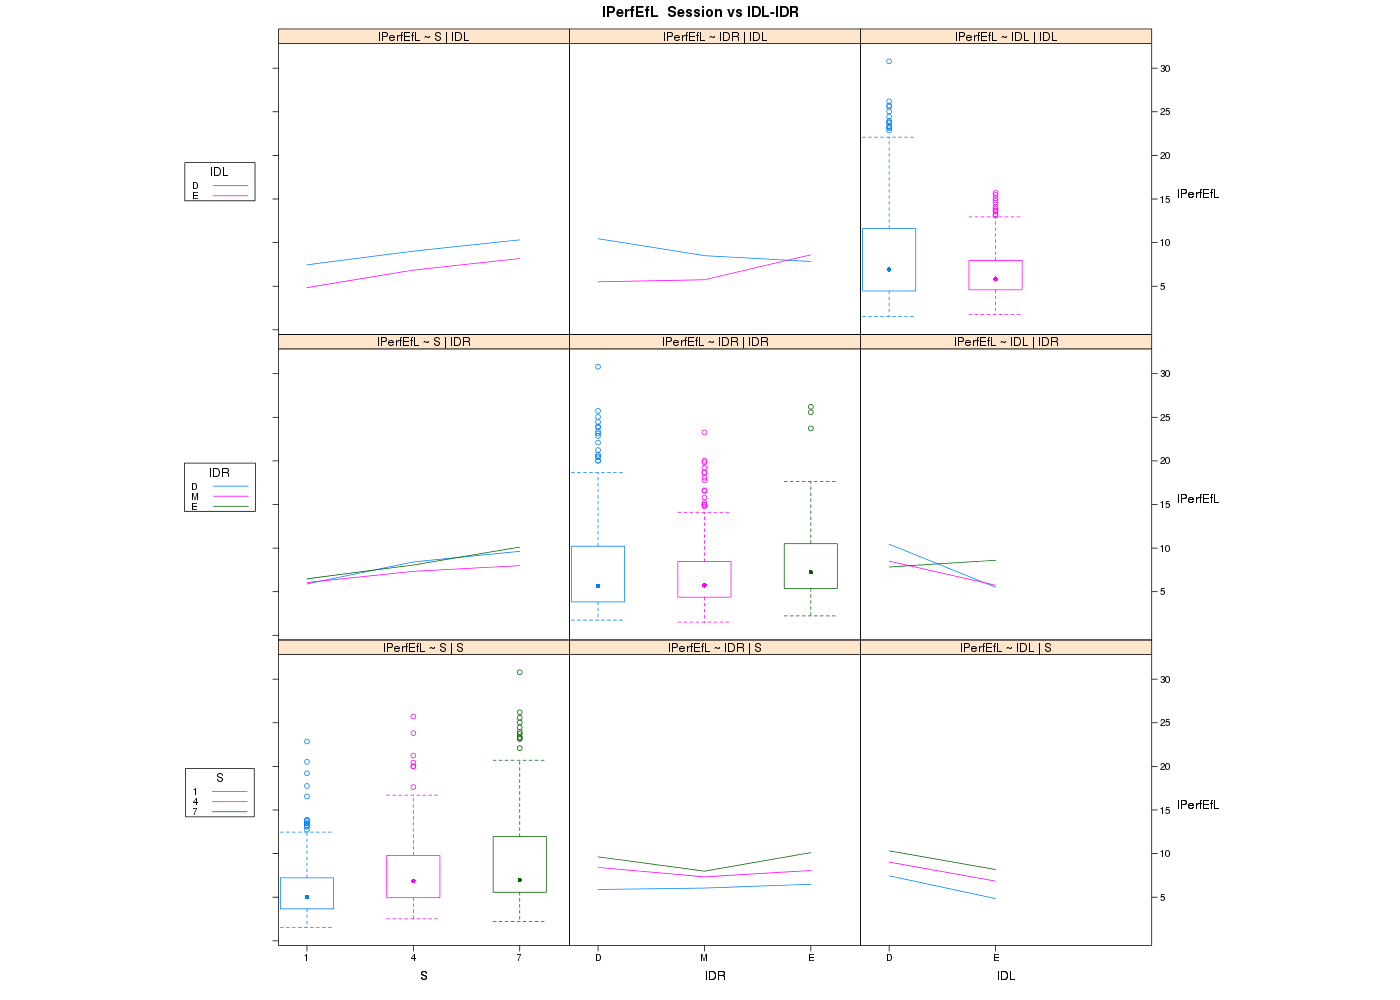 IPerfEfL  Session vs IDL-IDR
IPerfEfL ~ S | IDL
IPerfEfL ~ IDR | IDL
IPerfEfL ~ IDL | IDL
30
25
20
15
10
5
IPerfEfL
IDL
D
E
IPerfEfL ~ S | IDR
IPerfEfL ~ IDR | IDR
IPerfEfL ~ IDL | IDR
30
25
20
15
10
5
IPerfEfL
IDR
D
M
E
IPerfEfL ~ S | S
IPerfEfL ~ IDR | S
IPerfEfL ~ IDL | S
30
25
20
15
10
5
IPerfEfL
S
1
4
7
1 4 7
D M E
D E
S
IDR
IDL